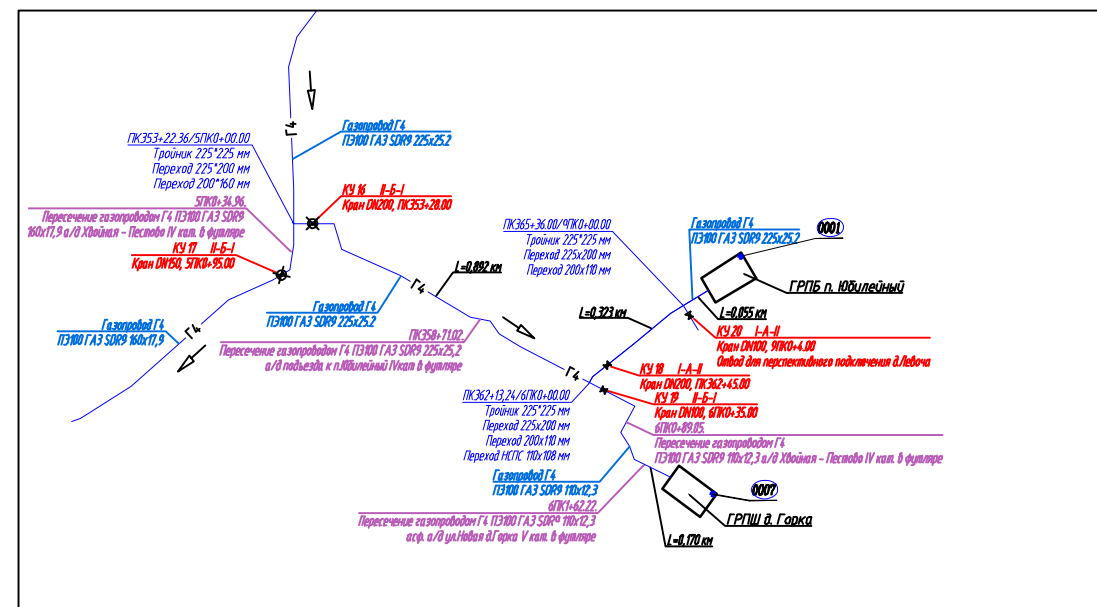 Г4
Газопровод Г4
ПЭ100 ГАЗ SDR9 225х25.2
ПК353+22.36/5ПК0+00.00
Тройник 225*225 мм
Переход 225*200 мм
Переход 200*160 мм
5ПК0+34.96.
Пересечение газопроводом Г4 ПЭ100 ГАЗ SDR9
160х17,9 а/д Хвойная - Пестово IV кат. в футляре
КУ 17 II-Б-I
Кран DN150, 5ПК0+95.00
КУ 16 II-Б-I
Кран DN200, ПК353+28.00
L=0,892 км
Г4
Газопровод Г4
ПЭ100 ГАЗ SDR9 225х25.2
Г4
Газопровод Г4
ПЭ100 ГАЗ SDR9 160х17,9
ПК358+71.02.
Пересечение газопроводом Г4 ПЭ100 ГАЗ SDR9 225х25,2
а/д подъезда к п.Юбилейный IVкат в футляре
ПК365+36.00/9ПК0+00.00
Тройник 225*225 мм
Переход 225х200 мм
Переход 200х110 мм
Газопровод Г4
ПЭ100 ГАЗ SDR9 225х25,2
0001
ГРПБ п. Юбилейный
L=0,055 км
L=0,323 км
КУ 20 I-А-II
Кран DN100, 9ПК0+4.00
Отвод для перспективного подключения д.Левоча
Г4
КУ 18 I-А-II
Кран DN200, ПК362+45.00
КУ 19 II-Б-I
Кран DN100, 6ПК0+35.00
ПК362+13,24/6ПК0+00.00
Тройник 225*225 мм
Переход 225х200 мм
Переход 200х110 мм
Переход НСПС 110х108 мм
6ПК0+89.05.
Пересечение газопроводом Г4
ПЭ100 ГАЗ SDR9 110х12,3 а/д Хвойная - Пестово IV кат. в футляре
Газопровод Г4
ПЭ100 ГАЗ SDR9 110х12,3
6ПК1+62.22.
Пересечение газопроводом Г4 ПЭ100 ГАЗ SDR9 110х12,3
асф. а/д ул.Новая д.Горка V кат. в футляре
0007
ГРПШ д. Горка
L=0,170 км